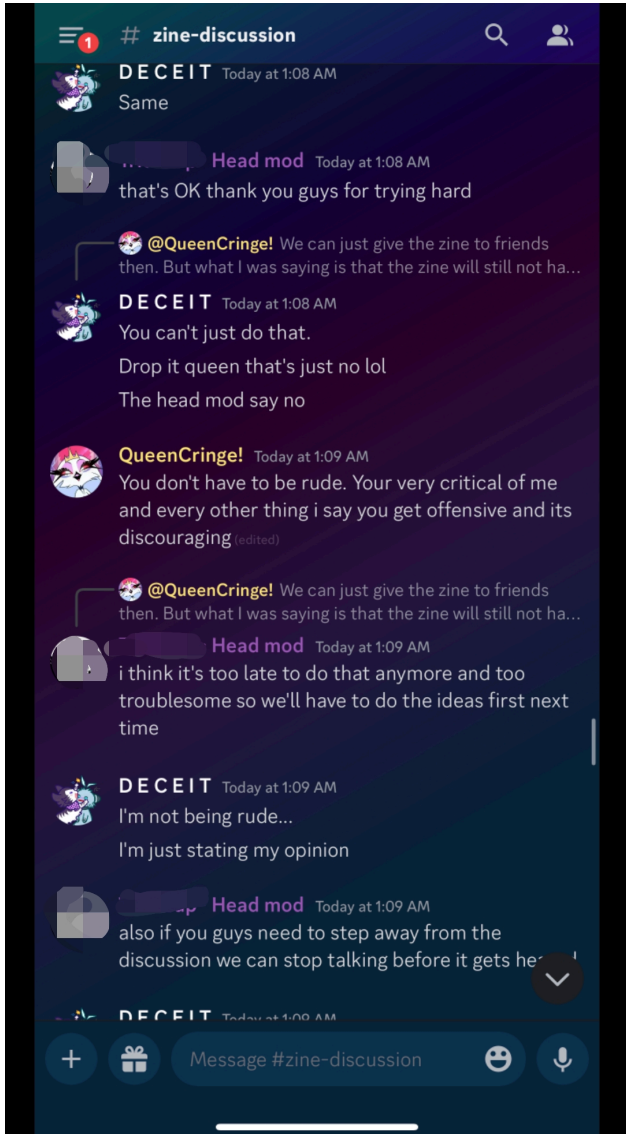 1
# zine-discussion
D E C E I T Today at 1:08 AM
Same
Head mod Today at 1:08 AM
that's OK thank you guys for trying hard
@QueenCringe! We can just give the zine to friends
then. But what I was saying is that the zine will still not ha...
D E C E I T Today at 1:08 AM
You can't just do that.
Drop it queen that's just no lol
The head mod say no
QueenCringe! Today at 1:09 AM
You don't have to be rude. Your very critical of me
and every other thing i say you get offensive and its
discouraging (edited)
@QueenCringe! We can just give the zine to friends
then. But what I was saying is that the zine will still not ha...
Head mod Today at 1:09 AM
i think it's too late to do that anymore and too
troublesome so we'll have to do the ideas first next
time
D E C E I T Today at 1:09 AM
I'm not being rude...
I'm just stating my opinion
Head mod Today at 1:09 AM
also if you guys need to step away from the
discussion we can stop talking before it gets
D E C E I T Today at 1:09 AM
Message #zine-discussion